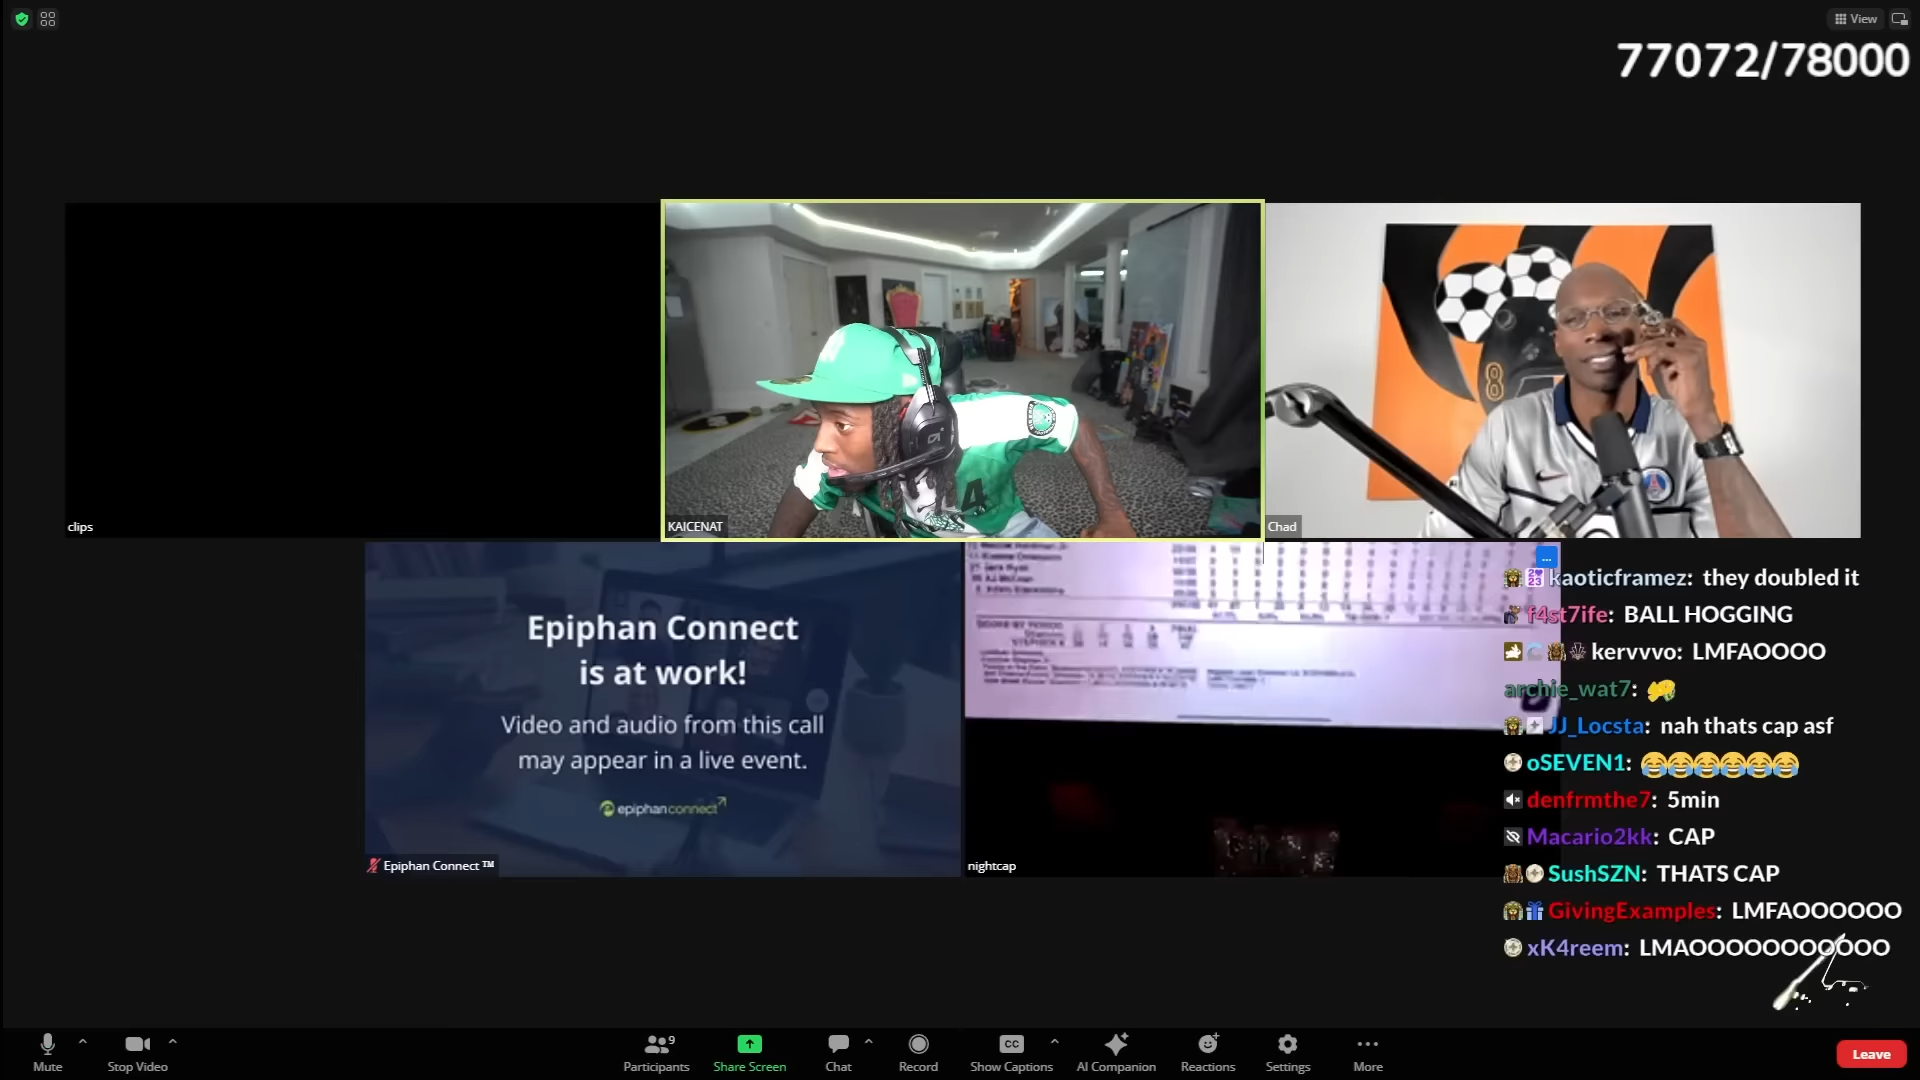 View
77072/78000
clips
KAICENAT
4
8
Chad
Epiphan Connect
is at work!
Video and audio from this call
may appear in a live event.
epiphanconnect
Epiphan Connect ™
nightcap
...
kaoticframez: they doubled it
f4st7ife: BALL HOGGING
kervvvo: LMFAOOOO
archie_wat7:
JJ_Locsta: nah thats cap asf
oSEVEN1: 😂😂😂😂😂😂
denfrmthe7: 5min
Macario2kk: CAP
SushSZN: THATS CAP
GivingExamples: LMFAOOOOOO
xK4reem: LMAOOOOOOOOOOO
Mute
Stop Video
Participants 9
Share Screen
Chat
Record
CC
Show Captions
AI Companion
Reactions
Settings
More
Leave